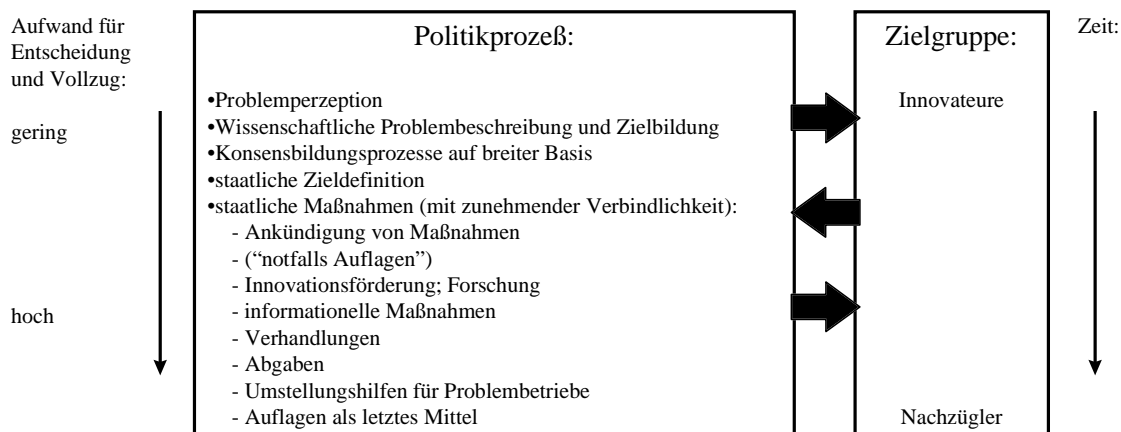 Aufwand für
Entscheidung
und Vollzug:
gering
hoch
Politikprozeß:
•Problemperzeption
•Wissenschaftliche Problembeschreibung und Zielbildung
•Konsensbildungsprozesse auf breiter Basis
•staatliche Zieldefinition
•staatliche Maßnahmen (mit zunehmender Verbindlichkeit):
- Ankündigung von Maßnahmen
- (“notfalls Auflagen”)
- Innovationsförderung; Forschung
- informationelle Maßnahmen
- Verhandlungen
- Abgaben
- Umstellungshilfen für Problembetriebe
- Auflagen als letztes Mittel
Zielgruppe:
Innovateure
Nachzügler
Zeit: